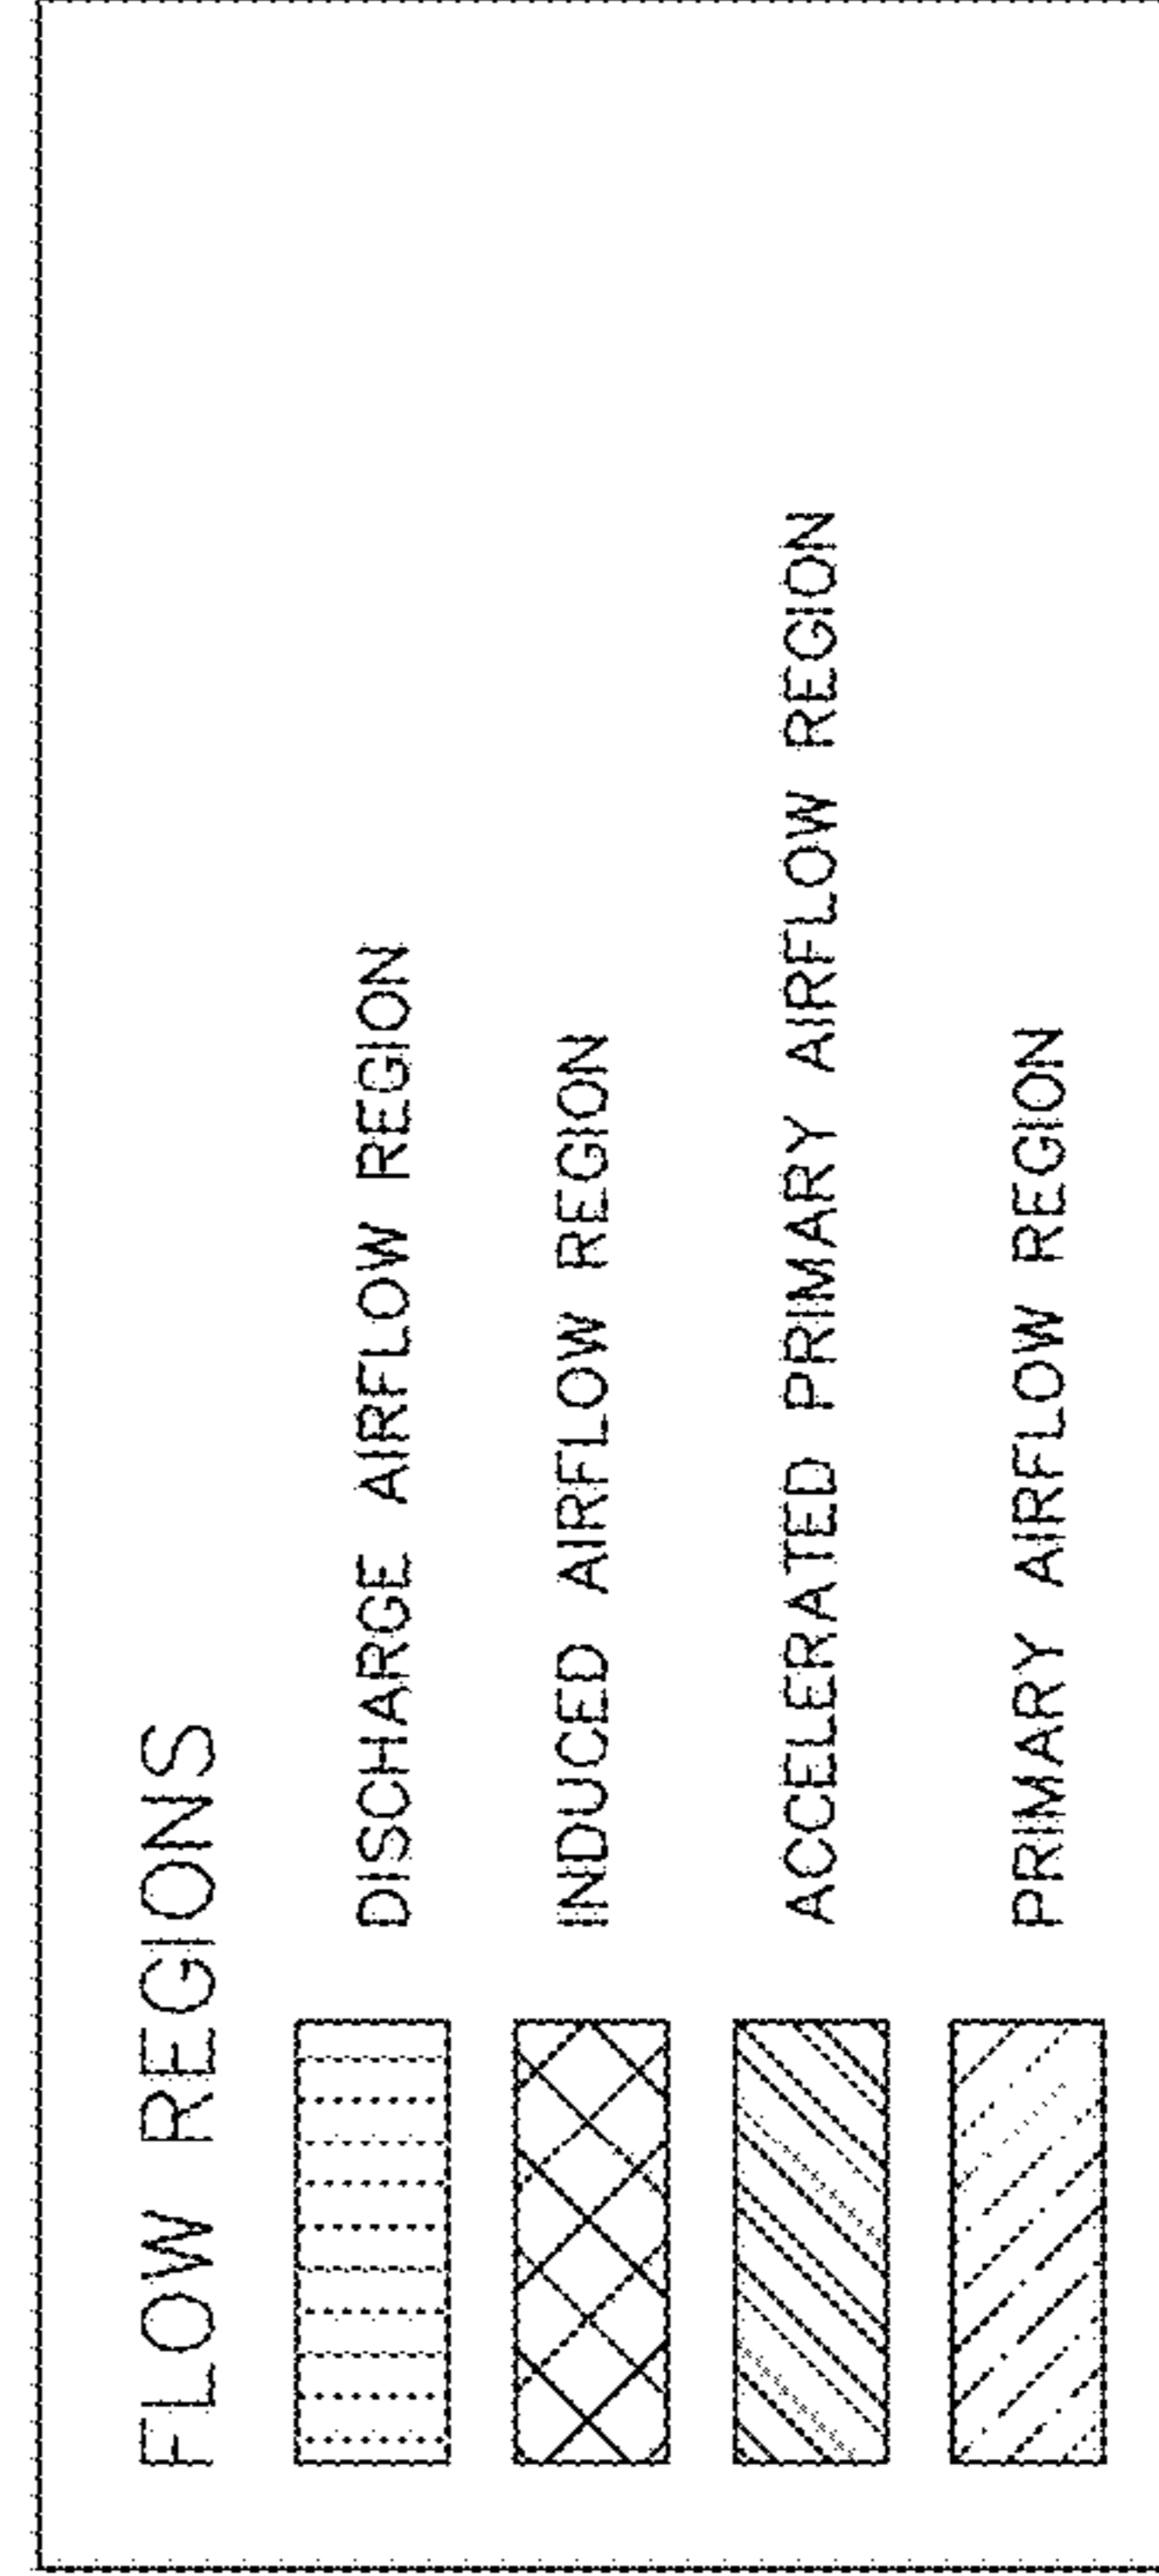 FLOW REGIONS
DISCHARGE AIRFLOW REGION
INDUCED AIRFLOW REGION
ACCELERATED PRIMARY AIRFLOW REGION
PRIMARY AIRFLOW REGION